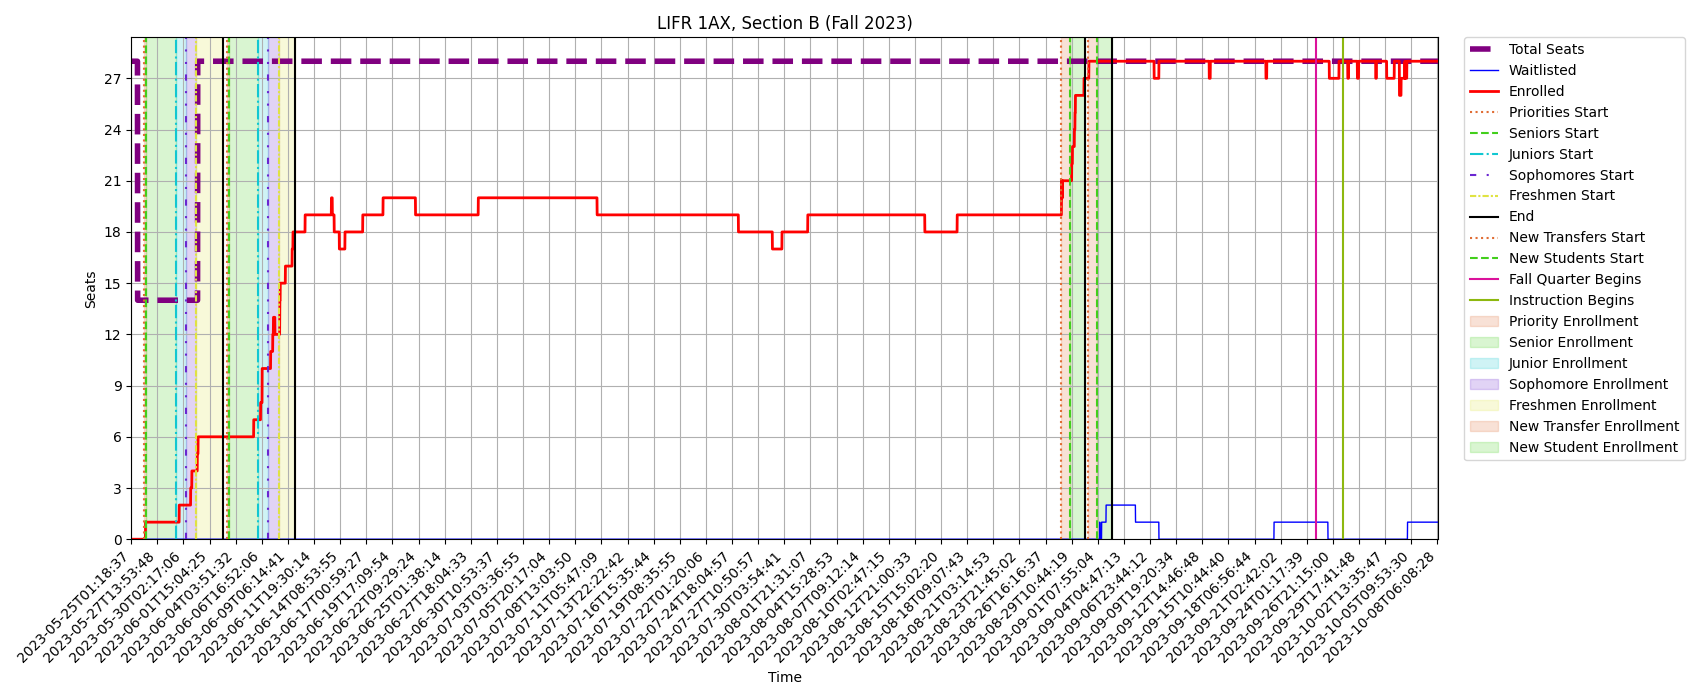 LIFR 1AX, Section B (Fall 2023)
Seats
27
24
21
18
15
12
9
6
3
0
2023-05-25T01:18:37
2023-05-27T13:53:48
2023-05-30T02:17:06
2023-06-01T15:04:25
2023-06-04T03:51:32
2023-06-06T16:52:06
2023-06-09T06:14:41
2023-06-11T19:30:14
2023-06-14T08:53:55
2023-06-17T00:59:27
2023-06-19T17:09:54
2023-06-22T09:29:24
2023-06-25T01:38:14
2023-06-27T18:04:33
2023-06-30T10:53:37
2023-07-03T03:36:55
2023-07-05T20:17:04
2023-07-08T13:03:50
2023-07-11T05:47:09
2023-07-13T22:22:42
2023-07-16T15:35:44
2023-07-19T08:35:55
2023-07-22T01:20:06
2023-07-24T18:04:57
2023-07-27T10:50:57
2023-07-30T03:54:41
2023-08-01T21:31:07
2023-08-04T15:28:53
2023-08-07T09:12:14
2023-08-10T02:47:15
2023-08-12T21:00:33
2023-08-15T15:02:20
2023-08-18T09:07:43
2023-08-21T03:14:53
2023-08-23T21:45:02
2023-08-26T16:16:37
2023-08-29T10:44:19
2023-09-01T07:55:04
2023-09-04T04:47:13
2023-09-06T23:44:12
2023-09-09T19:20:34
2023-09-12T14:46:48
2023-09-15T10:44:40
2023-09-18T06:56:44
2023-09-21T02:42:02
2023-09-24T01:17:39
2023-09-26T21:15:00
2023-09-29T17:41:48
2023-10-02T13:35:47
2023-10-05T09:53:30
2023-10-08T06:08:28
Time
Total Seats
Waitlisted
Enrolled
Priorities Start
Seniors Start
Juniors Start
Sophomores Start
Freshmen Start
End
New Transfers Start
New Students Start
Fall Quarter Begins
Instruction Begins
Priority Enrollment
Senior Enrollment
Junior Enrollment
Sophomore Enrollment
Freshmen Enrollment
New Transfer Enrollment
New Student Enrollment